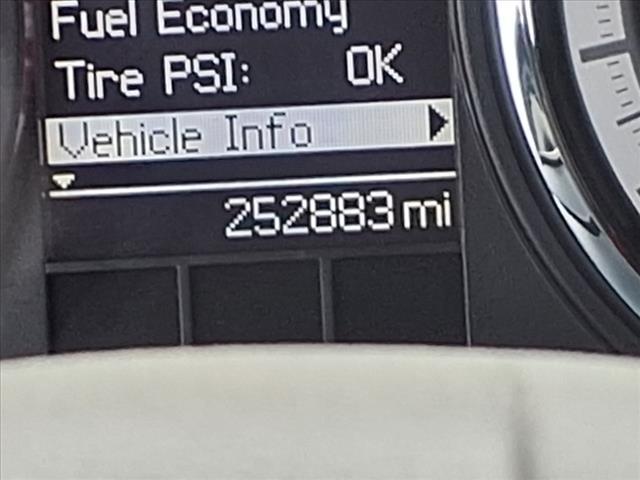 Fuel Economy
Tire PSI: OK
Vehicle Info
252883 mi